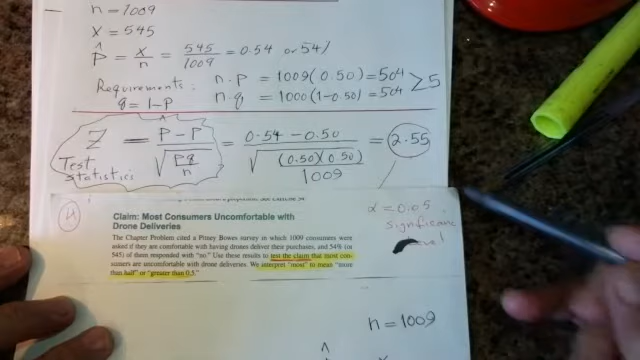 n = 1009
x = 545
p̂ = x/n = 545/1009 = 0.54 or 54%
Requirements: n·p = 1009(0.50) = 504 ≥ 5
q = 1-P n·q = 1000(1-0.50) = 504
Z = p̂ - P / √(pq/n) = 0.54 - 0.50 / √((0.50)(0.50)/1009) = 2.55
Test
statistics
4
Claim: Most Consumers Uncomfortable with
Drone Deliveries
The Chapter Problem cited a Pitney Bowes survey in which 1009 consumers were
asked if they are comfortable with having drones deliver their purchases, and 54% (or
545) of them responded with "no." Use those results to test the claim that most con-
sumers are uncomfortable with drone deliveries. We interpret "most" to mean "more
than half" or "greater than 0.5."
α = 0.05
significance
n = 1009